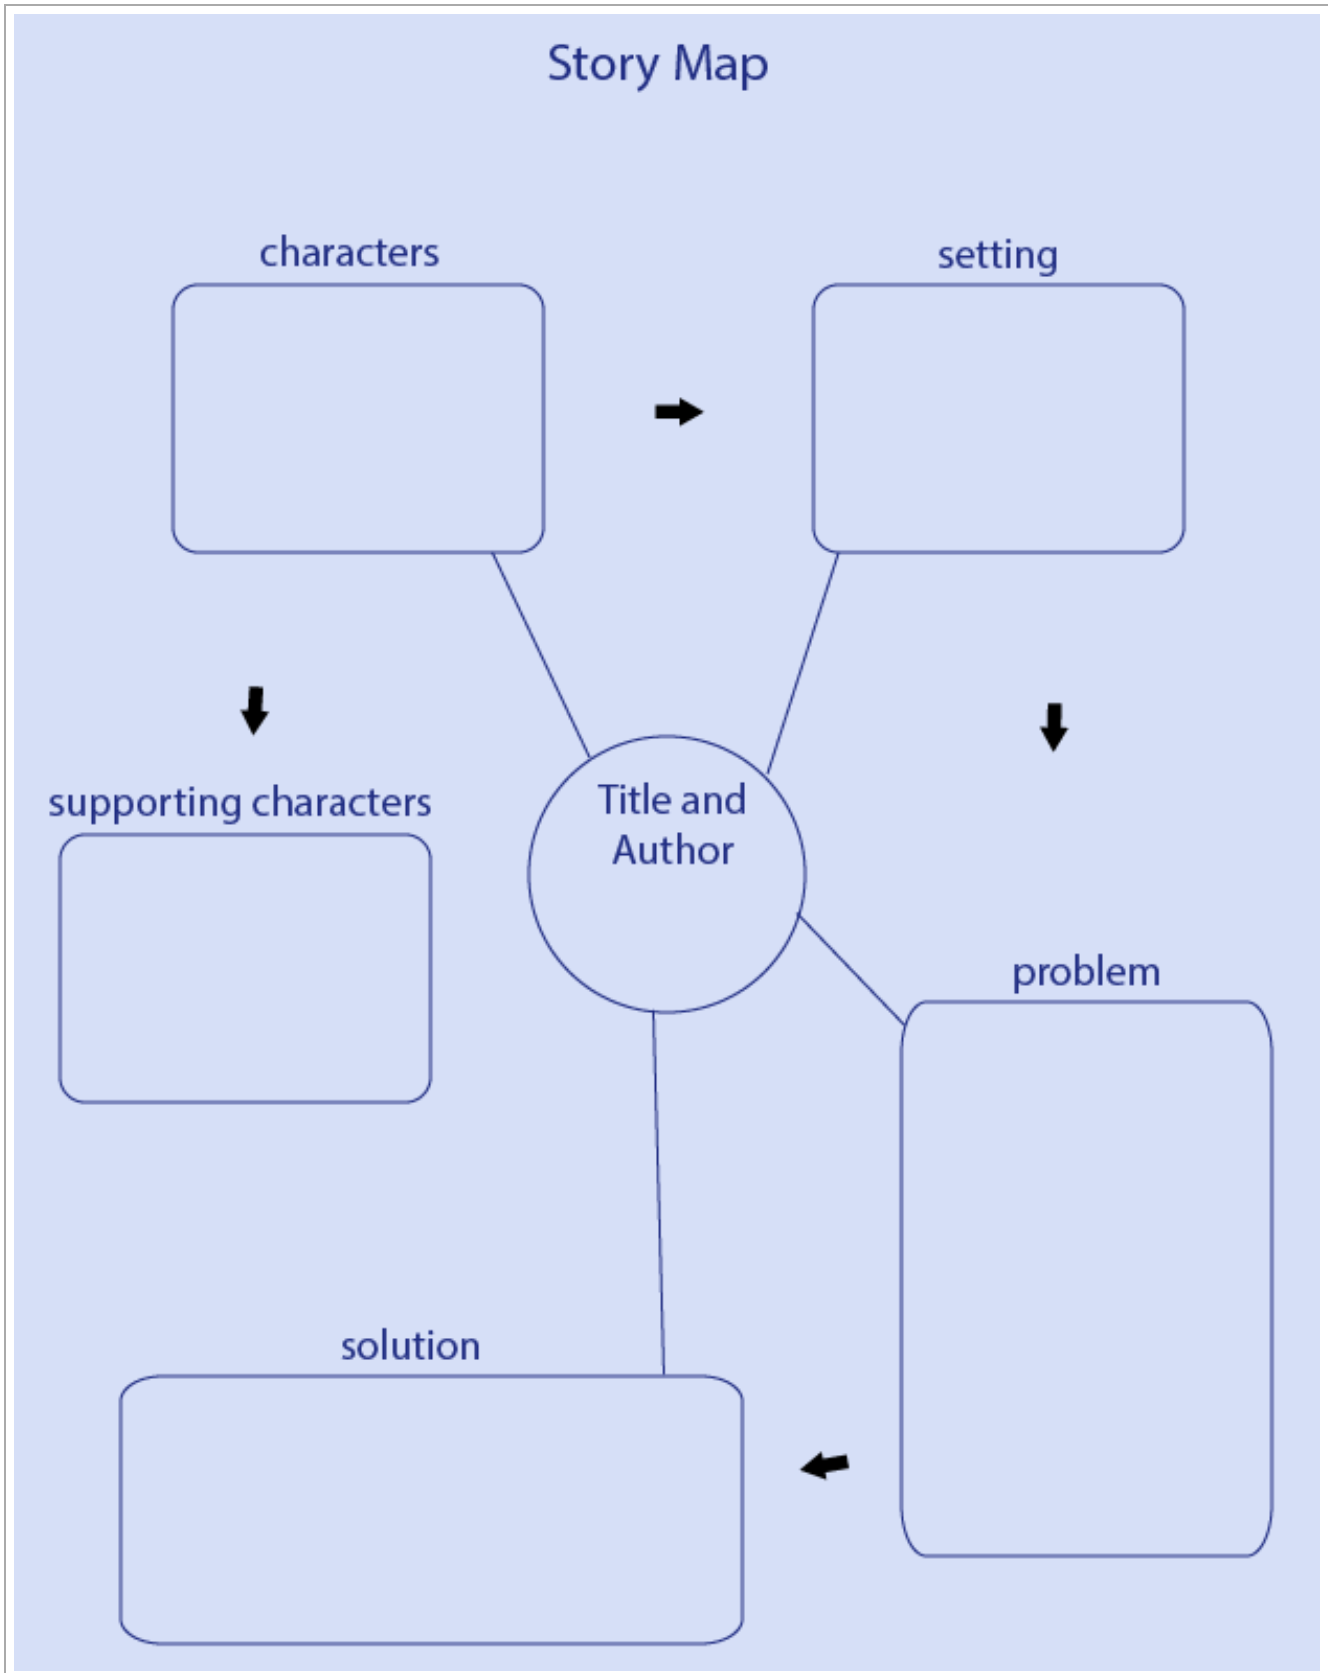 Story Map
characters
setting
supporting characters
Title and
Author
problem
solution